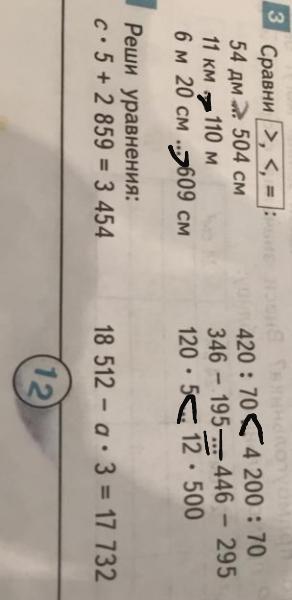 3 Сравни >, <, = :
54 дм ... 504 см 420 : 70 < 4 200 : 70
11 км > 110 м 346 – 195 = 446 – 295
6 м 20 см > 609 см 120 · 5 < 12 · 500
Реши уравнения:
c · 5 + 2 859 = 3 454 18 512 – a · 3 = 17 732
12